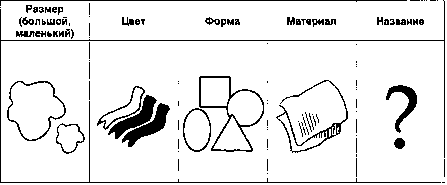 Размер
(большой,
маленький)
Цвет
Форма
Материал
Название
?